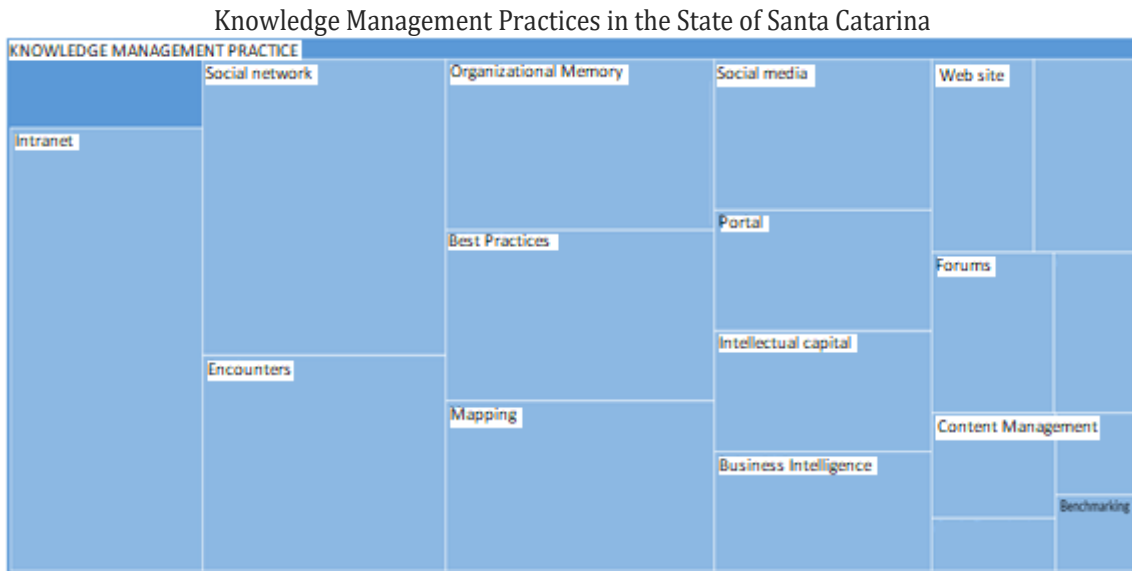 Knowledge Management Practices in the State of Santa Catarina
KNOWLEDGE MANAGEMENT PRACTICE
Intranet
Social network
Encounters
Organizational Memory
Best Practices
Mapping
Social media
Portal
Intellectual capital
Business Intelligence
Web site
Forums
Content Management
Benchmarking